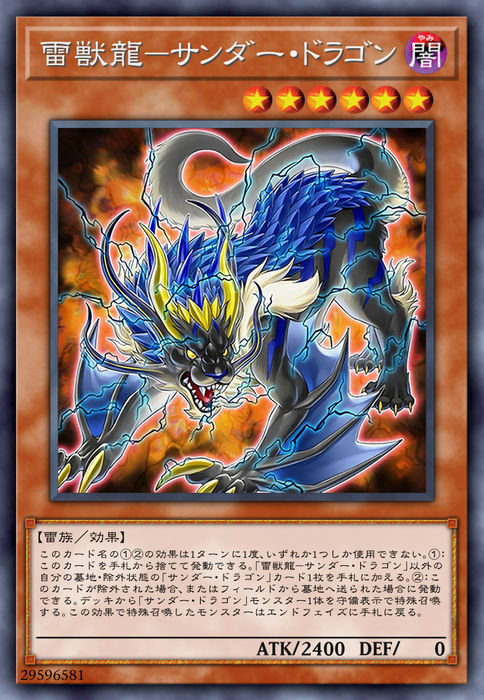 雷獣龍－サンダー・ドラゴン
やみ
闇
【雷族／効果】
このカード名の①②の効果は1ターンに1度、いずれか1つしか使用できない。①：
このカードを手札から捨てて発動できる。「雷獣龍－サンダー・ドラゴン」以外の
自分の墓地・除外状態の「サンダー・ドラゴン」カード1枚を手札に加える。②：こ
のカードが除外された場合、またはフィールドから墓地へ送られた場合に発動
できる。デッキから「サンダー・ドラゴン」モンスター1体を守備表示で特殊召喚
する。この効果で特殊召喚したモンスターはエンドフェイズに手札に戻る。
ATK/2400 DEF/ 0
29596581